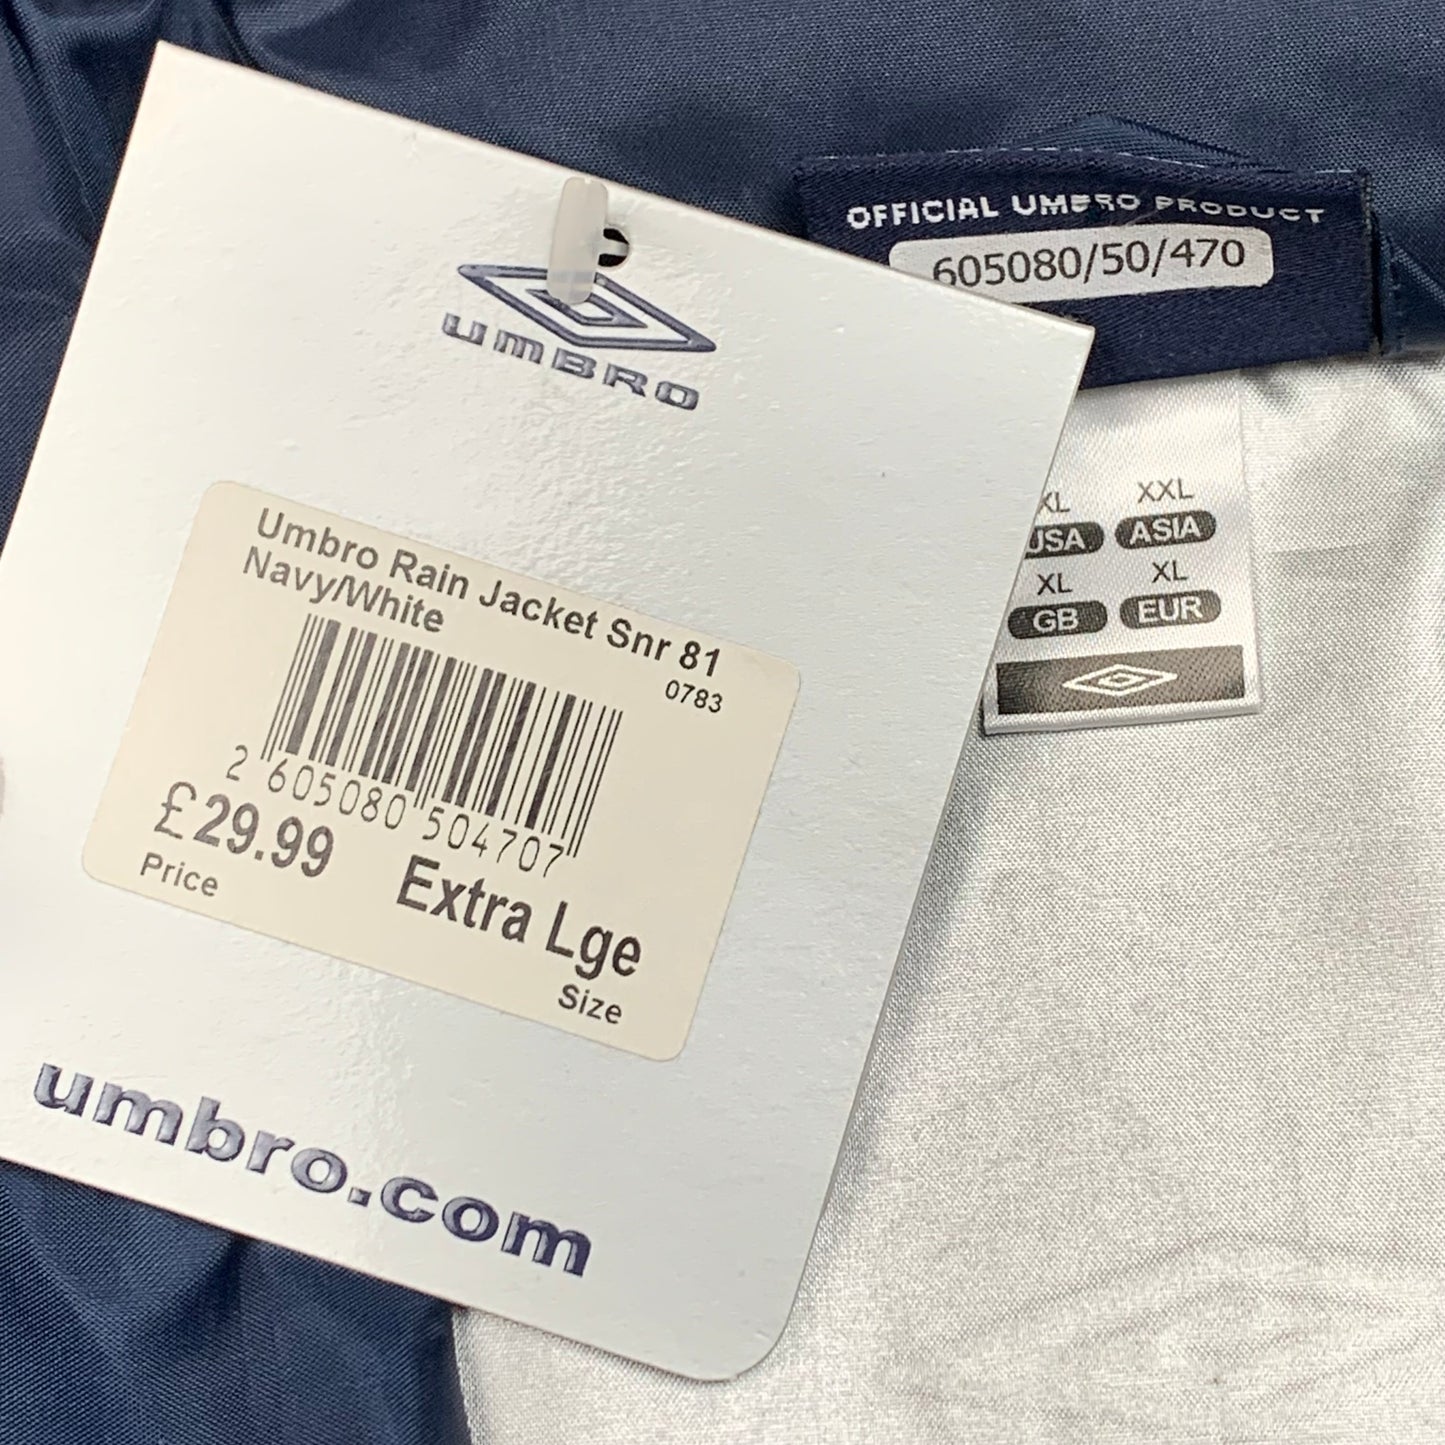 UMBRO
Umbro Rain Jacket Snr 81
Navy/White
0783
2 605080 504707
£29.99
Price
Extra Lge
Size
umbro.com
OFFICIAL UMBRO PRODUCT
605080/50/470
XL XXL
USA ASIA
XL XL
GB EUR